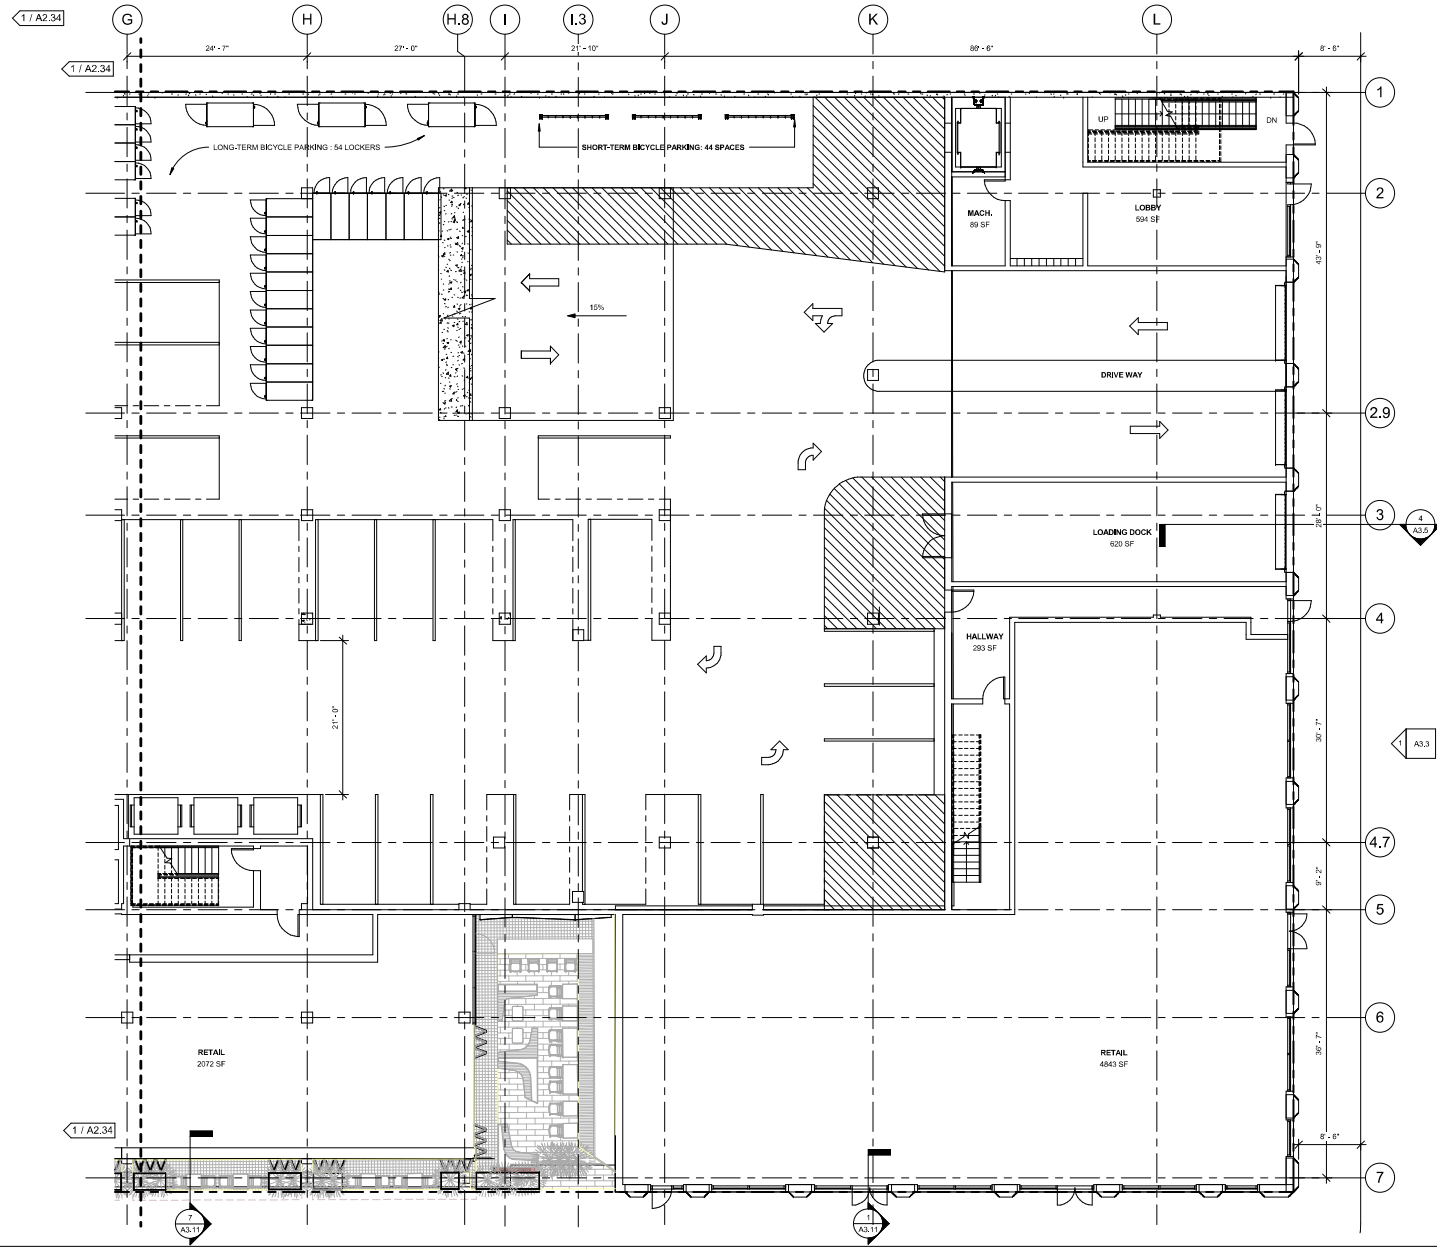 1 / A2.34
G
H
H.8
I
I.3
J
K
L
24' - 7"
27' - 0"
21' - 10"
86' - 6"
8' - 6"
1 / A2.34
1
UP
DN
LONG-TERM BICYCLE PARKING : 54 LOCKERS
SHORT-TERM BICYCLE PARKING: 44 SPACES
2
MACH.
89 SF
LOBBY
594 SF
43' - 9"
15%
DRIVE WAY
2.9
3
28' - 0"
4
A3.5
LOADING DOCK
620 SF
4
HALLWAY
293 SF
21' - 0"
30' - 7"
1
A3.3
4.7
9' - 2"
5
6
RETAIL
2072 SF
RETAIL
4843 SF
36' - 7"
1 / A2.34
8' - 6"
7
7
A3.11
1
A3.11